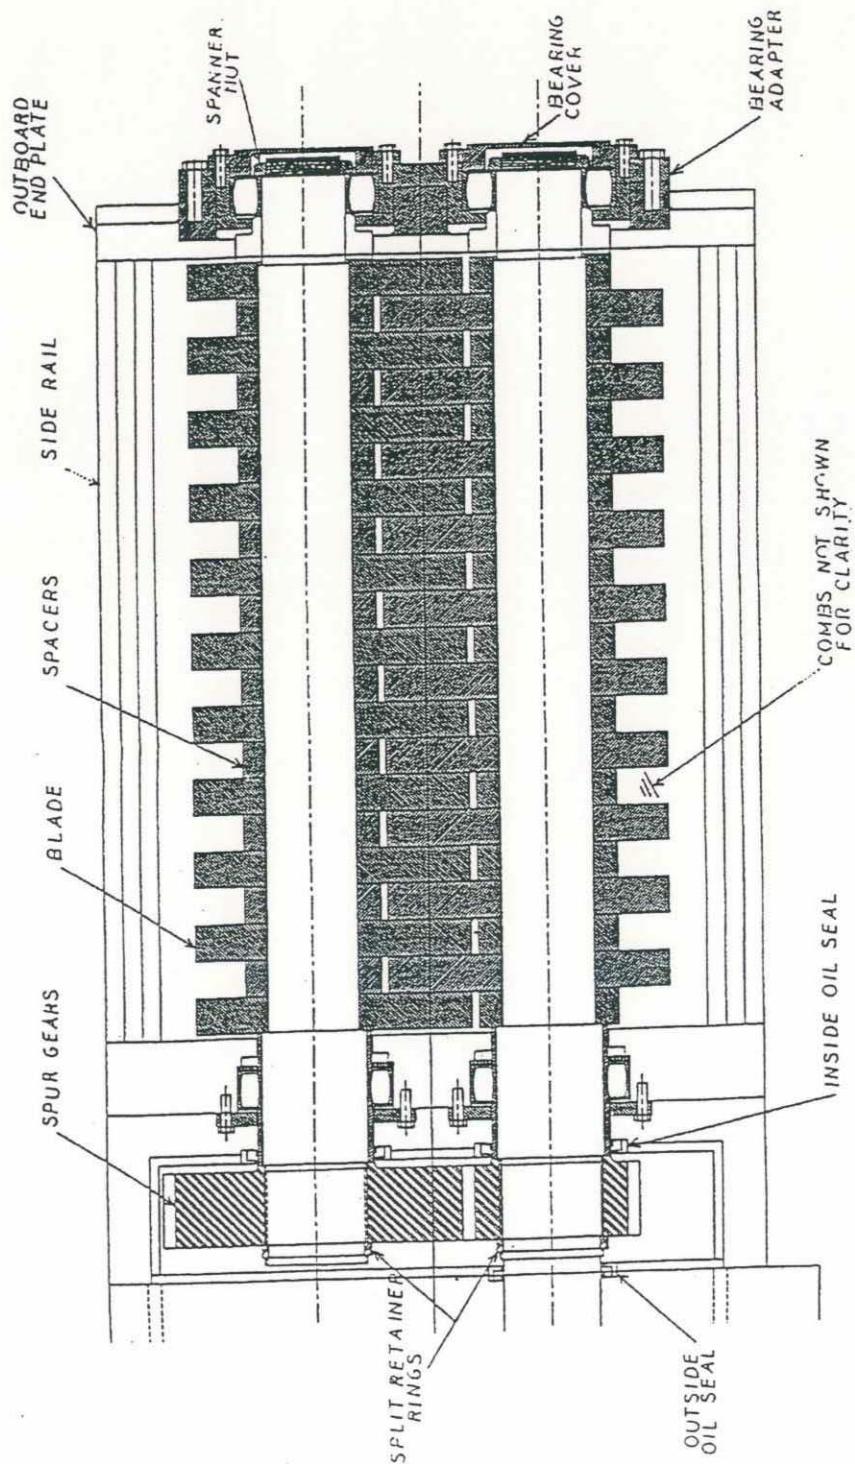 OUTBOARD
END PLATE
SPANNER
NUT
BEARING
COVER
BEARING
ADAPTER
SIDE RAIL
SPACERS
BLADE
SPUR GEARS
COMBS NOT SHOWN
FOR CLARITY
INSIDE OIL SEAL
SPLIT RETAINER
RINGS
OUTSIDE
OIL SEAL